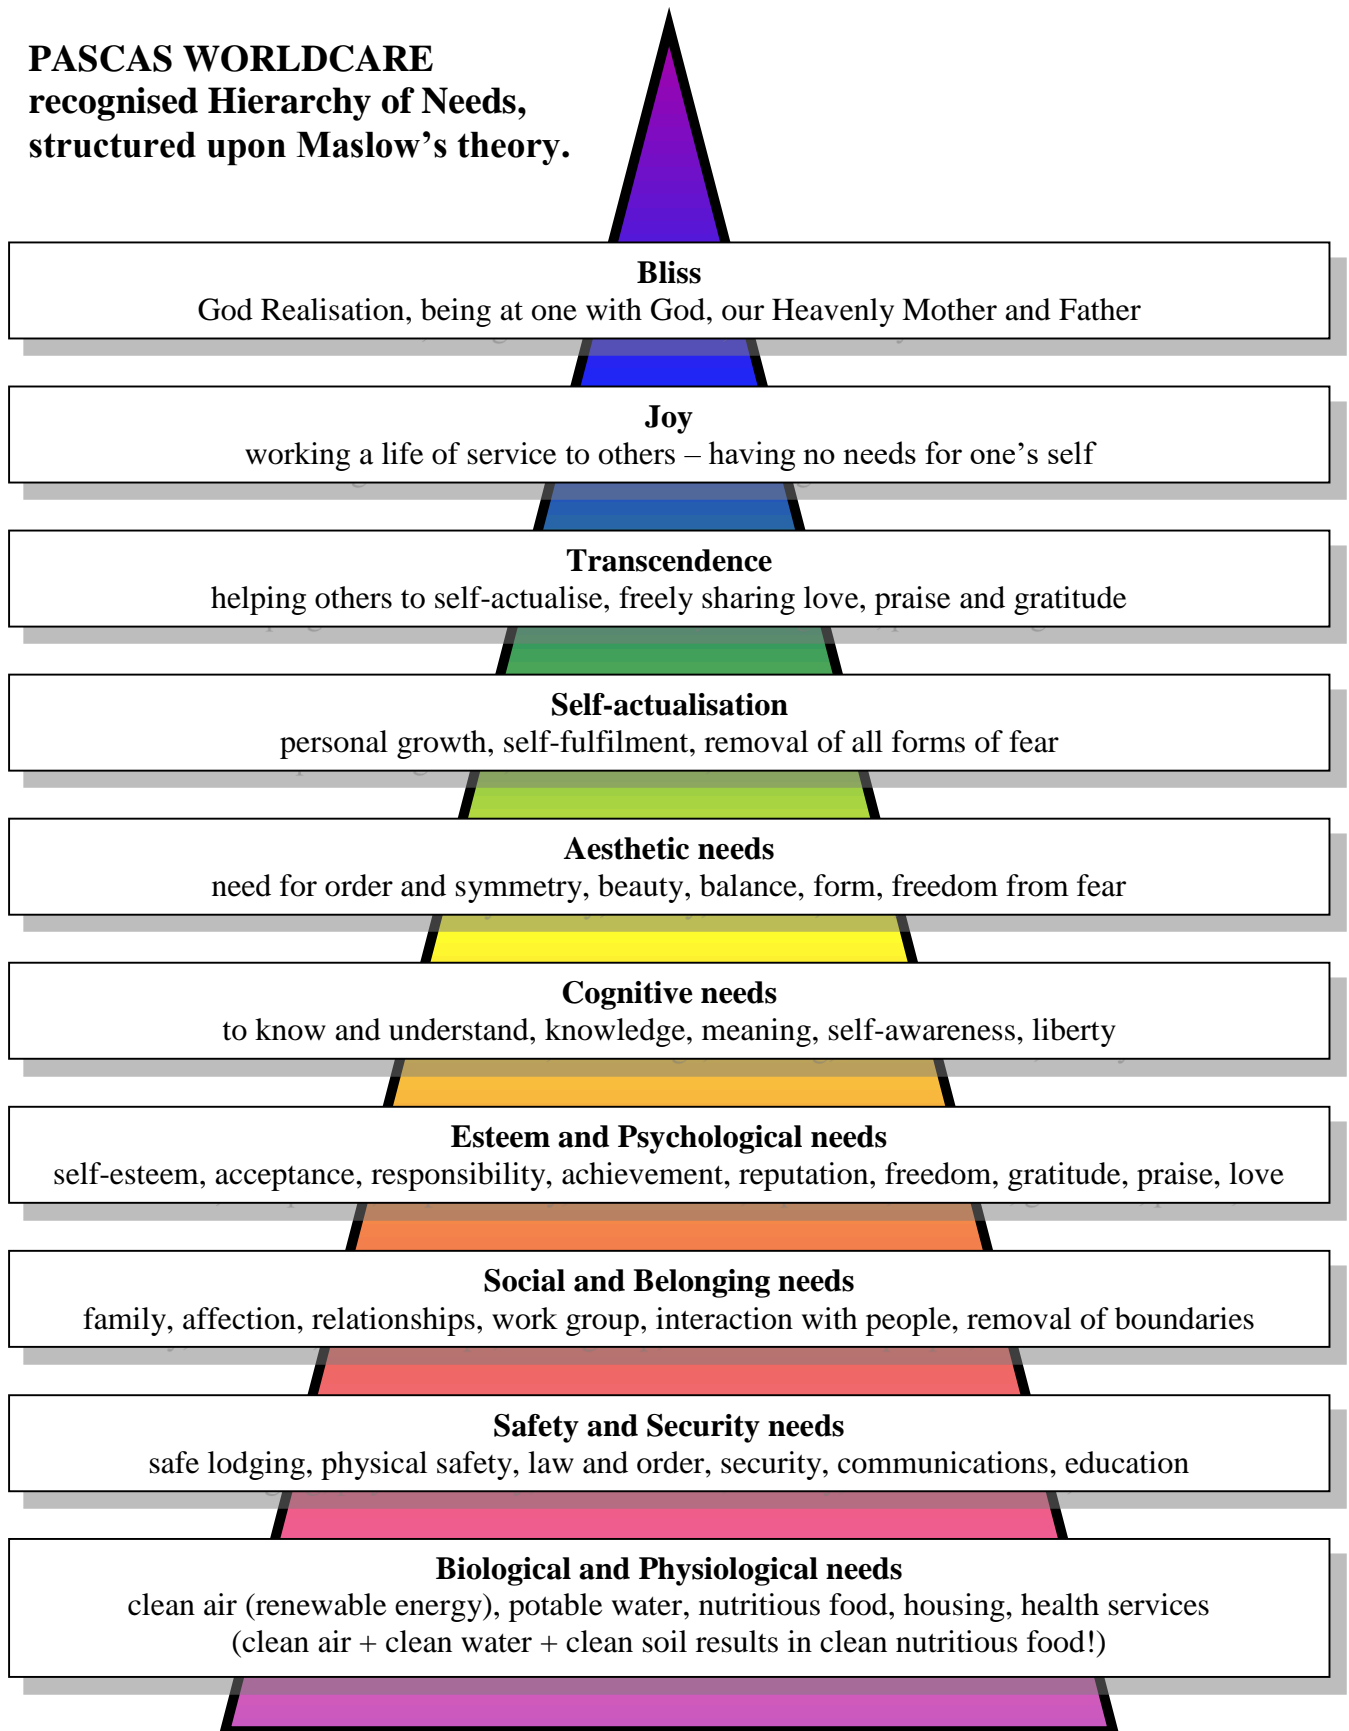 PASCAS WORLDCARE
recognised Hierarchy of Needs,
structured upon Maslow’s theory.
Bliss
God Realisation, being at one with God, our Heavenly Mother and Father
Joy
working a life of service to others – having no needs for one’s self
Transcendence
helping others to self-actualise, freely sharing love, praise and gratitude
Self-actualisation
personal growth, self-fulfilment, removal of all forms of fear
Aesthetic needs
need for order and symmetry, beauty, balance, form, freedom from fear
Cognitive needs
to know and understand, knowledge, meaning, self-awareness, liberty
Esteem and Psychological needs
self-esteem, acceptance, responsibility, achievement, reputation, freedom, gratitude, praise, love
Social and Belonging needs
family, affection, relationships, work group, interaction with people, removal of boundaries
Safety and Security needs
safe lodging, physical safety, law and order, security, communications, education
Biological and Physiological needs
clean air (renewable energy), potable water, nutritious food, housing, health services
(clean air + clean water + clean soil results in clean nutritious food!)